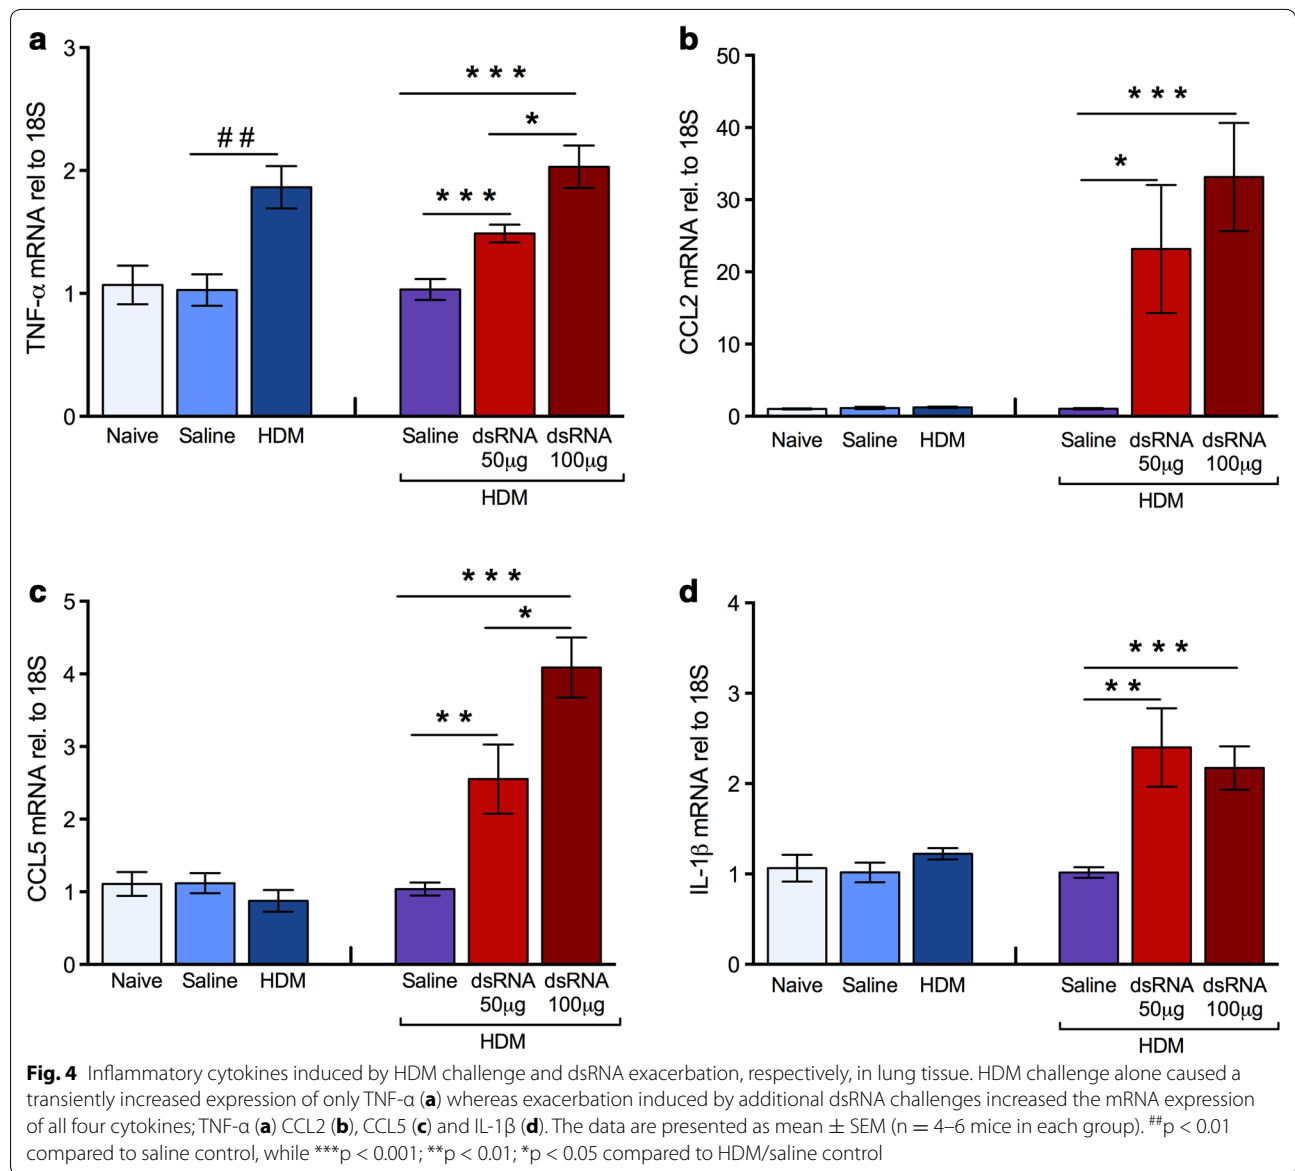 a
TNF-α mRNA rel to 18S
3
2
1
0
##
***
*
***
Naive Saline HDM Saline dsRNA dsRNA
50µg 100µg
HDM
b
CCL2 mRNA rel. to 18S
50
40
30
20
10
0
***
*
Naive Saline HDM Saline dsRNA dsRNA
50µg 100µg
HDM
c
CCL5 mRNA rel. to 18S
5
4
3
2
1
0
***
*
**
Naive Saline HDM Saline dsRNA dsRNA
50µg 100µg
HDM
d
IL-1β mRNA rel to 18S
4
3
2
1
0
***
**
Naive Saline HDM Saline dsRNA dsRNA
50µg 100µg
HDM
Fig. 4 Inflammatory cytokines induced by HDM challenge and dsRNA exacerbation, respectively, in lung tissue. HDM challenge alone caused a
transiently increased expression of only TNF-α (a) whereas exacerbation induced by additional dsRNA challenges increased the mRNA expression
of all four cytokines; TNF-α (a) CCL2 (b), CCL5 (c) and IL-1β (d). The data are presented as mean ± SEM (n = 4–6 mice in each group). ##p < 0.01
compared to saline control, while ***p < 0.001; **p < 0.01; *p < 0.05 compared to HDM/saline control